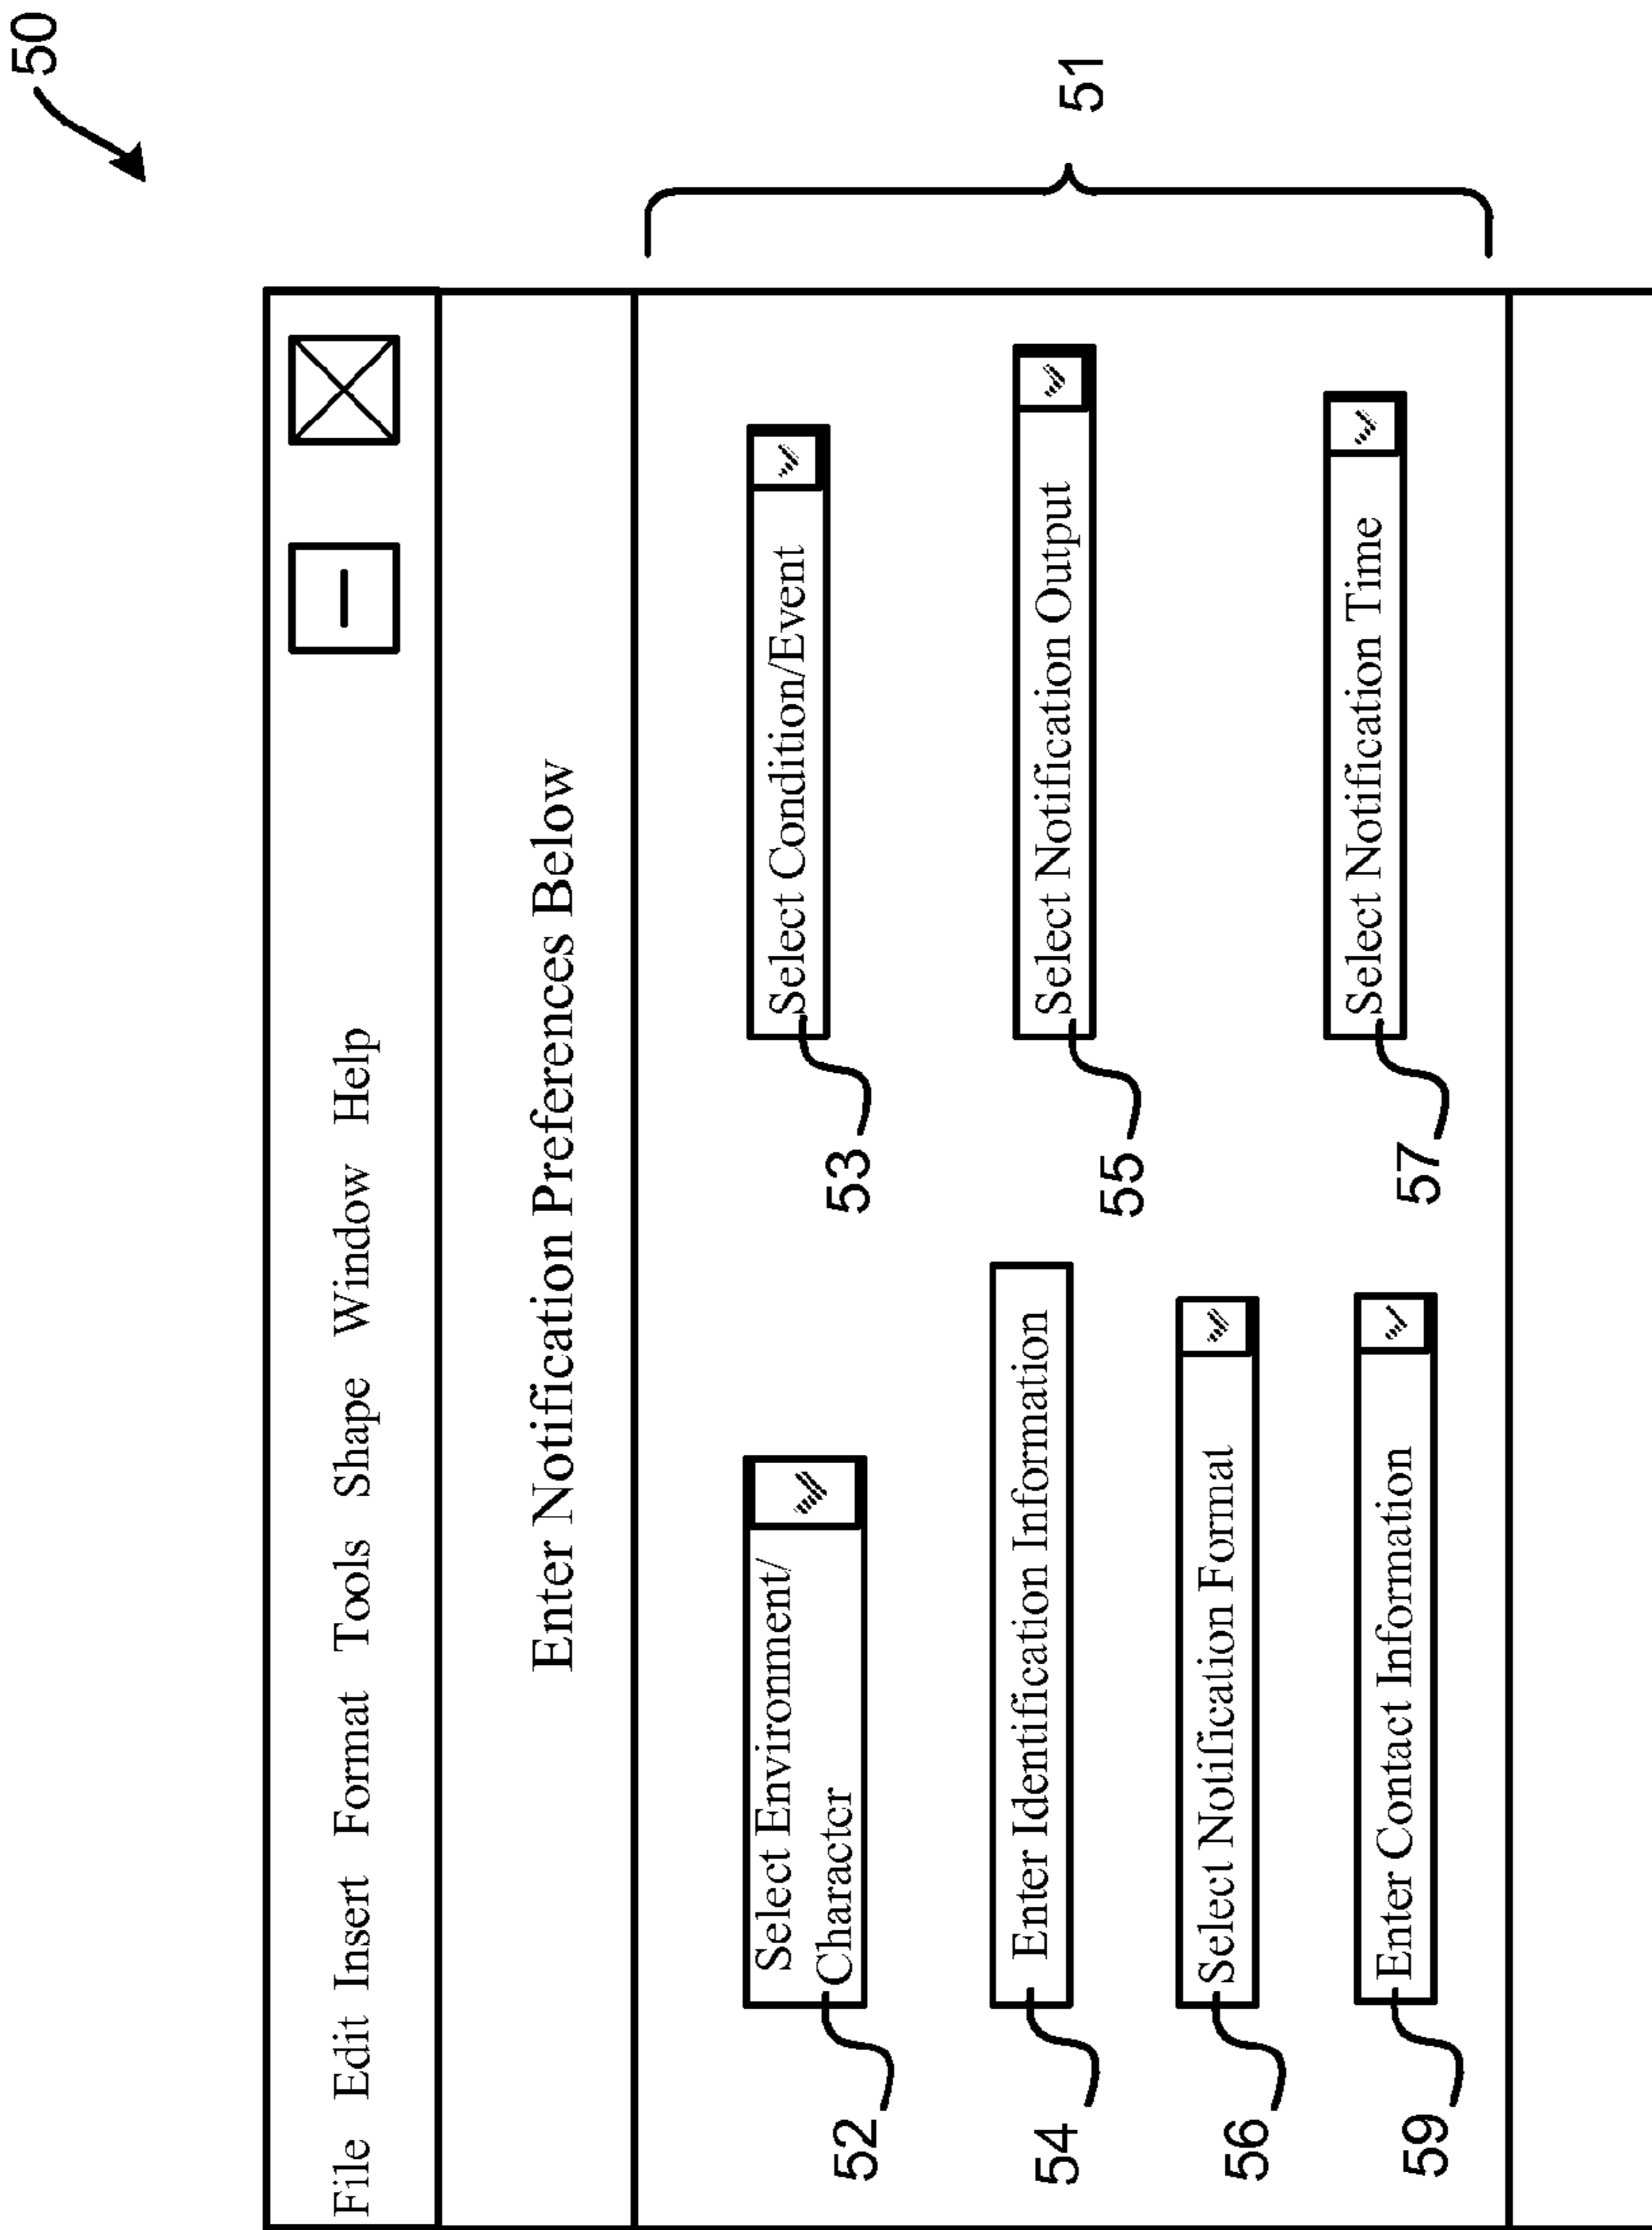 50
File Edit Insert Format Tools Shape Window Help
Enter Notification Preferences Below
51
52
Select Environment/
Character
53
Select Condition/Event
54
Enter Identification Information
55
Select Notification Output
56
Select Notification Format
57
Select Notification Time
59
Enter Contact Information